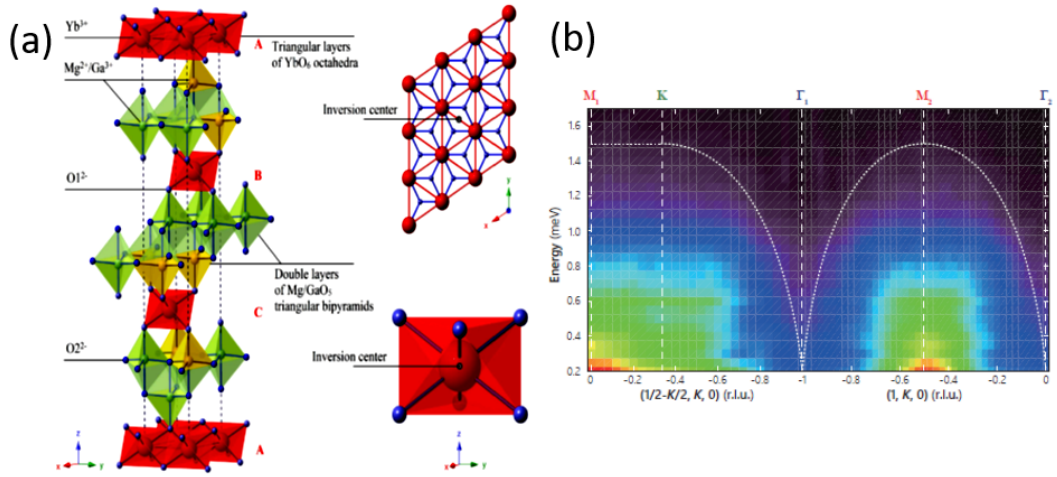 (a)
Yb3+
A
Triangular layers
of YbO6 octahedra
Mg2+/Ga3+
O12-
B
Double layers
of Mg/GaO5
triangular bipyramids
C
O22-
A
z
x
y
Inversion center
y
x
Inversion center
z
x
y
(b)
M1 K Γ1 M2 Γ2
1.6
1.4
1.2
1.0
0.8
0.6
0.4
0.2
Energy (meV)
0 -0.2 -0.4 -0.6 -0.8 -1 -0.8 -0.6 -0.4 -0.2 0
(1/2-K/2, K, 0) (r.l.u.) (1, K, 0) (r.l.u.)